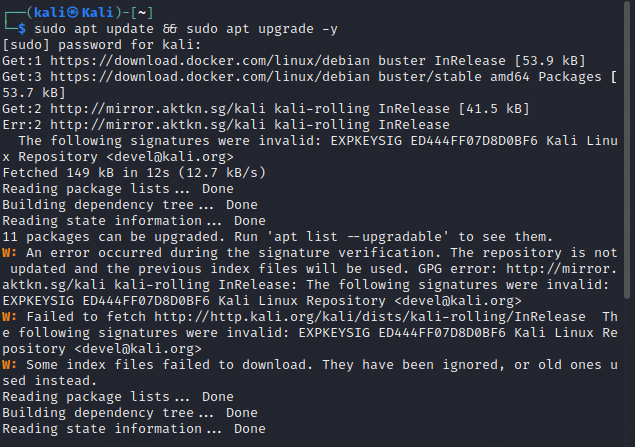 ┌──(kali㉿Kali)-[~]
└─$ sudo apt update && sudo apt upgrade -y
[sudo] password for kali:
Get:1 https://download.docker.com/linux/debian buster InRelease [53.9 kB]
Get:3 https://download.docker.com/linux/debian buster/stable amd64 Packages [
53.7 kB]
Get:2 http://mirror.aktkn.sg/kali kali-rolling InRelease [41.5 kB]
Err:2 http://mirror.aktkn.sg/kali kali-rolling InRelease
  The following signatures were invalid: EXPKEYSIG ED444FF07D8D0BF6 Kali Linu
x Repository <devel@kali.org>
Fetched 149 kB in 12s (12.7 kB/s)
Reading package lists... Done
Building dependency tree... Done
Reading state information... Done
11 packages can be upgraded. Run 'apt list --upgradable' to see them.
W: An error occurred during the signature verification. The repository is not
 updated and the previous index files will be used. GPG error: http://mirror.
aktkn.sg/kali kali-rolling InRelease: The following signatures were invalid:
EXPKEYSIG ED444FF07D8D0BF6 Kali Linux Repository <devel@kali.org>
W: Failed to fetch http://http.kali.org/kali/dists/kali-rolling/InRelease  Th
e following signatures were invalid: EXPKEYSIG ED444FF07D8D0BF6 Kali Linux Re
pository <devel@kali.org>
W: Some index files failed to download. They have been ignored, or old ones u
sed instead.
Reading package lists... Done
Building dependency tree... Done
Reading state information... Done